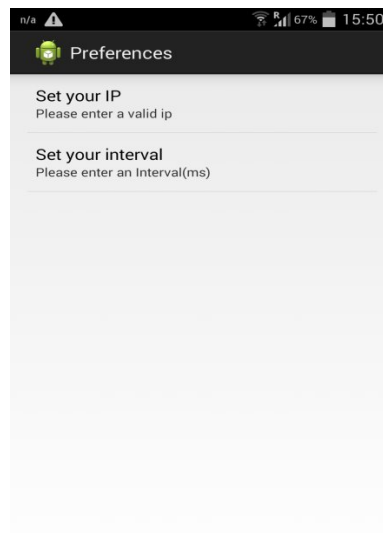 n/a R 67% 15:50
Preferences
Set your IP
Please enter a valid ip
Set your interval
Please enter an Interval(ms)